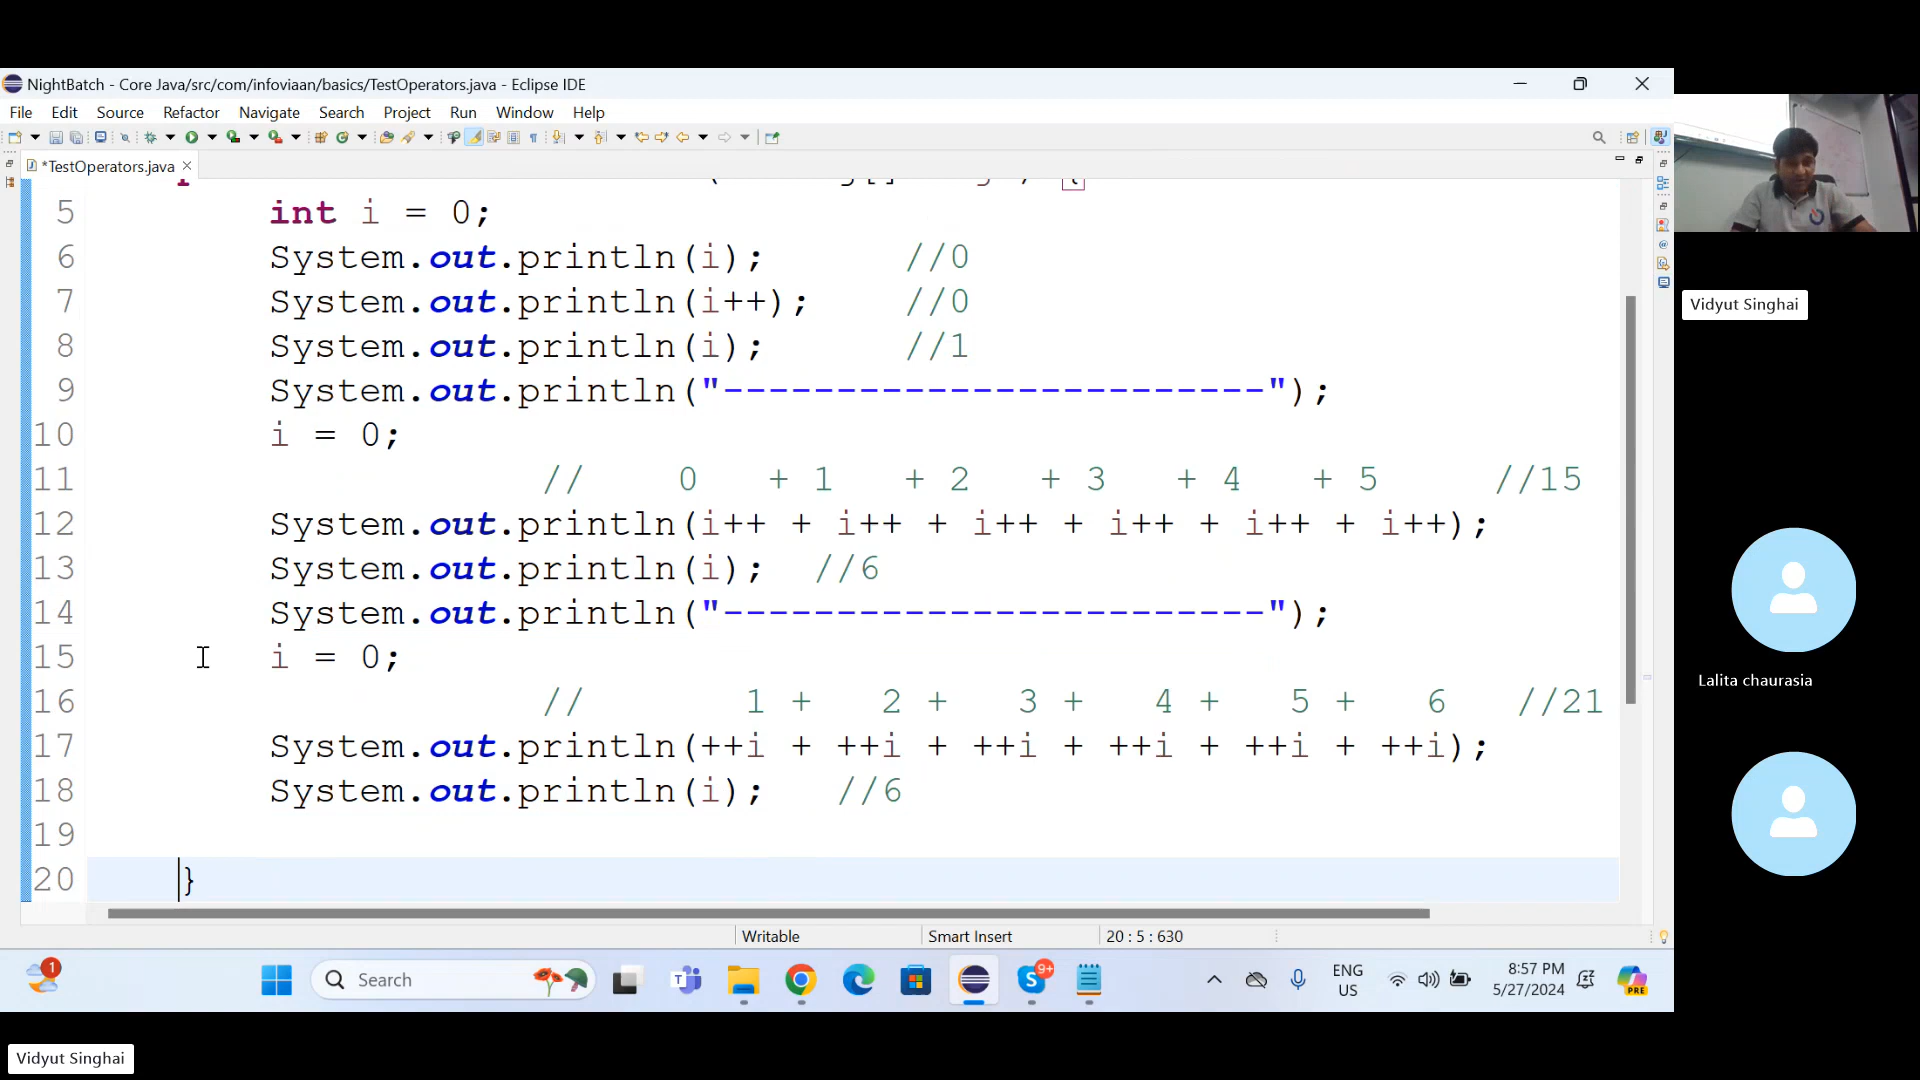 NightBatch - Core Java/src/com/infoviaan/basics/TestOperators.java - Eclipse IDE
File Edit Source Refactor Navigate Search Project Run Window Help
*TestOperators.java
5 int i = 0;
6 System.out.println(i); //0
7 System.out.println(i++); //0
8 System.out.println(i); //1
9 System.out.println("------------------------");
10 i = 0;
11 // 0 + 1 + 2 + 3 + 4 + 5 //15
12 System.out.println(i++ + i++ + i++ + i++ + i++ + i++);
13 System.out.println(i); //6
14 System.out.println("------------------------");
15 i = 0;
16 // 1 + 2 + 3 + 4 + 5 + 6 //21
17 System.out.println(++i + ++i + ++i + ++i + ++i + ++i);
18 System.out.println(i); //6
19
20 }
Writable Smart Insert 20 : 5 : 630
1
Search
9+
ENG
US
8:57 PM
5/27/2024
PRE
Vidyut Singhai
Lalita chaurasia
Vidyut Singhai